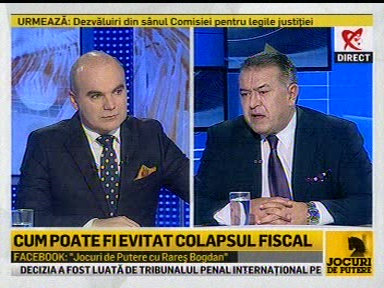 URMEAZĂ: Dezvăluiri din sânul Comisiei pentru legile justiției
DIRECT
CUM POATE FI EVITAT COLAPSUL FISCAL
FACEBOOK: "Jocuri de Putere cu Rareș Bogdan"
JOCURI
DE PUTERE
DECIZIA A FOST LUATĂ DE TRIBUNALUL PENAL INTERNAȚIONAL PE